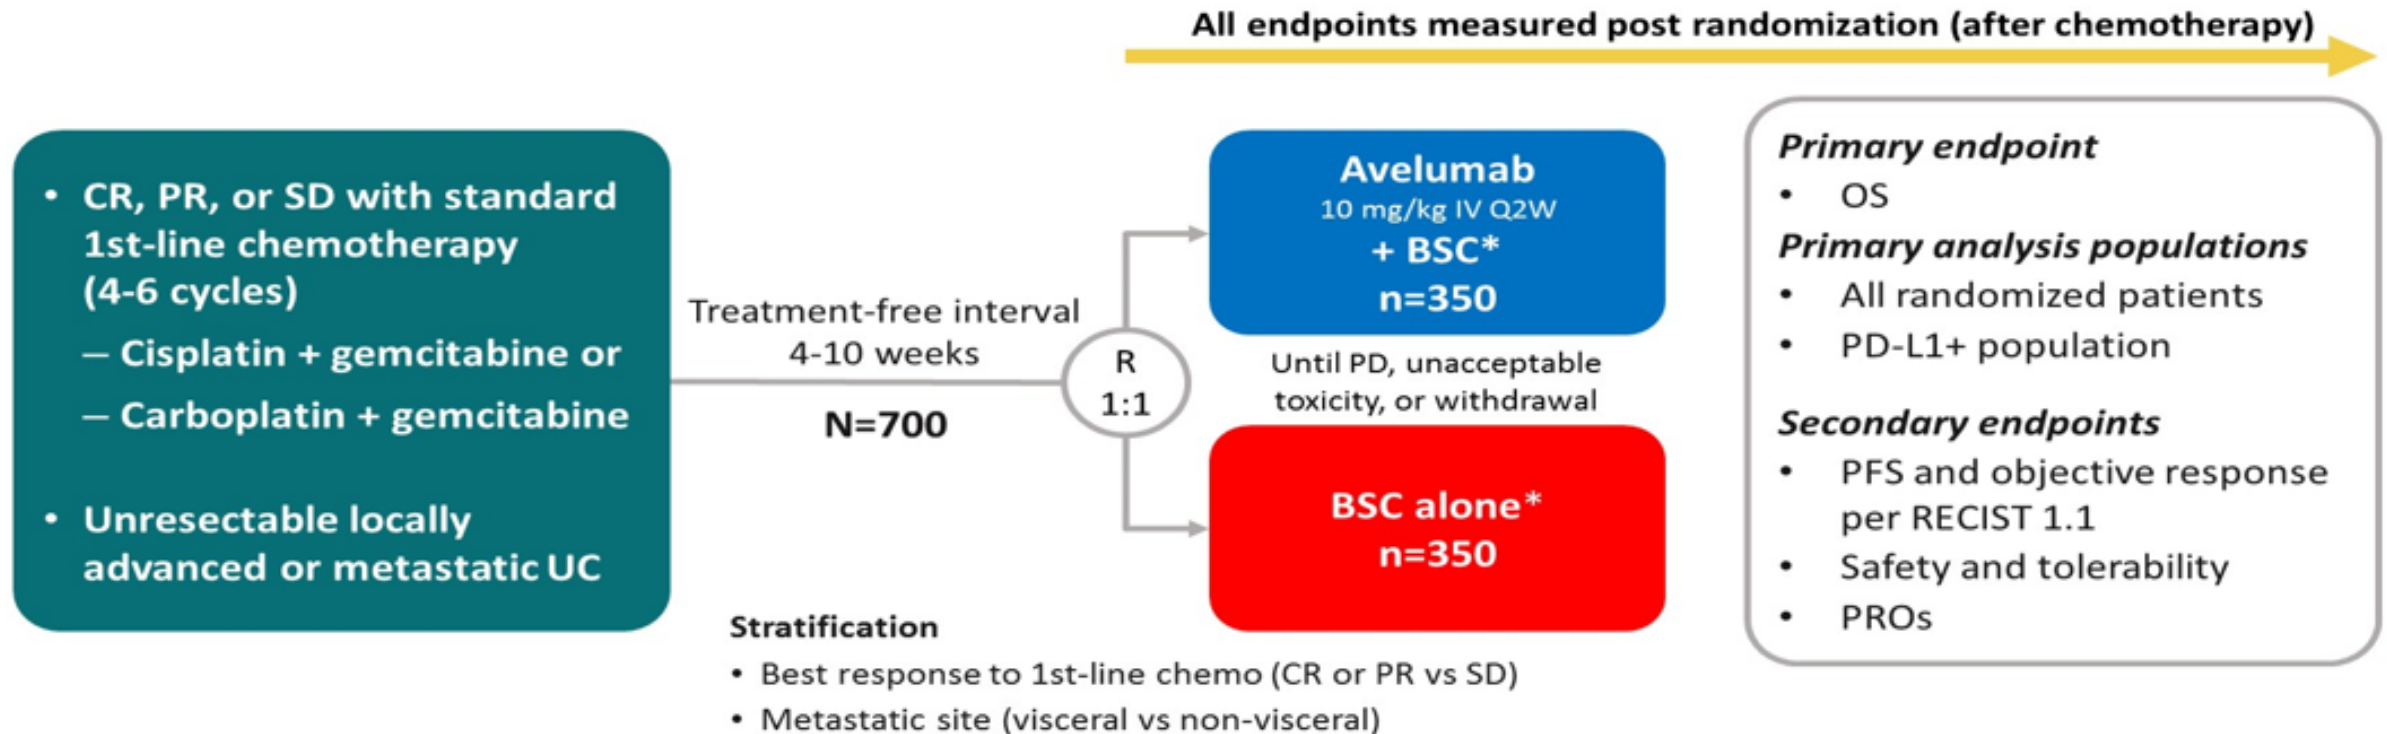 All endpoints measured post randomization (after chemotherapy)
• CR, PR, or SD with standard
1st-line chemotherapy
(4-6 cycles)
– Cisplatin + gemcitabine or
– Carboplatin + gemcitabine
• Unresectable locally
advanced or metastatic UC
Treatment-free interval
4-10 weeks
N=700
R
1:1
Avelumab
10 mg/kg IV Q2W
+ BSC*
n=350
Until PD, unacceptable
toxicity, or withdrawal
BSC alone*
n=350
Stratification
• Best response to 1st-line chemo (CR or PR vs SD)
• Metastatic site (visceral vs non-visceral)
Primary endpoint
• OS
Primary analysis populations
• All randomized patients
• PD-L1+ population
Secondary endpoints
• PFS and objective response
per RECIST 1.1
• Safety and tolerability
• PROs